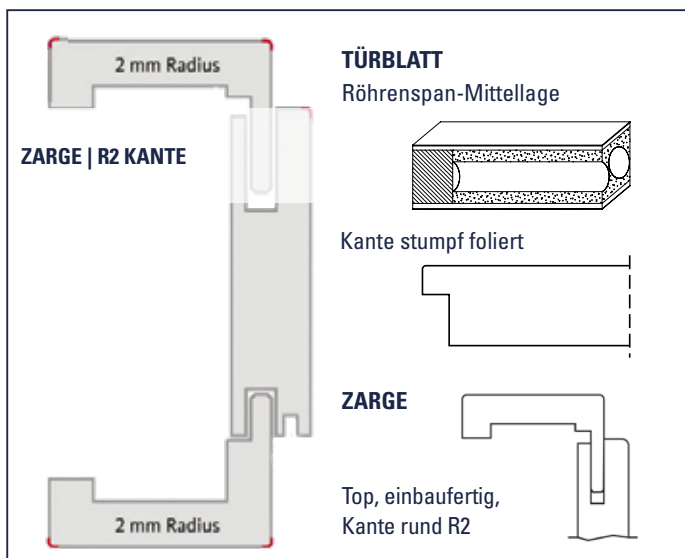 2 mm Radius
ZARGE | R2 KANTE
2 mm Radius
TÜRBLATT
Röhrenspan-Mittellage
Kante stumpf foliert
ZARGE
Top, einbaufertig,
Kante rund R2